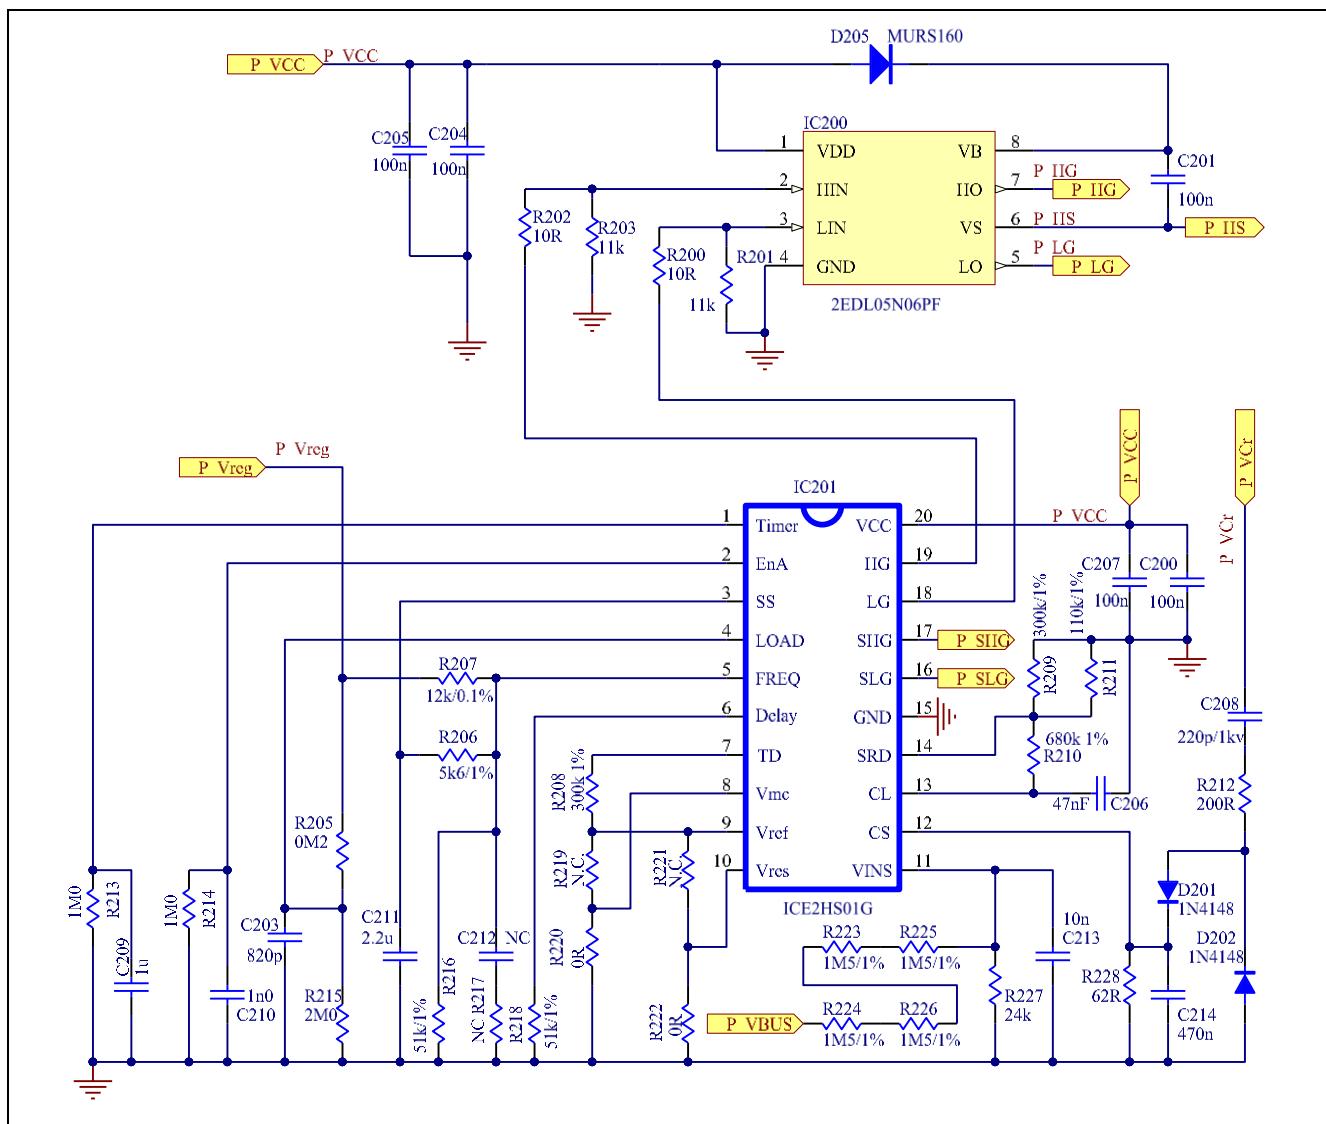 D205 MURS160
P_VCC P_VCC
IC200
C205 C204
100n 100n
1 VDD VB 8
C201
100n
2 HIN HO 7 P_HG P_HG
R202 10R
R203 11k
3 LIN VS 6 P_HS P_HS
R200 10R
R201 11k
4 GND LO 5 P_LG P_LG
2EDL05N06PF
P_Vreg P_Vreg
P_VCC
P_VCr
IC201
1 Timer VCC 20 P_VCC
P_VCr
2 EnA HG 19
C207 C200
100n 100n
3 SS LG 18
300k/1% R209
110k/1% R211
4 LOAD SHG 17 P_SHG
R207
12k/0.1%
5 FREQ SLG 16 P_SLG
6 Delay GND 15
C208
220p/1kv
R206
5k6/1%
7 TD SRD 14
680k 1%
R210
R208 300k 1%
8 Vmc CL 13
47nF C206
R212
200R
R205
0M2
9 Vref CS 12
R219 N.C.
R221 N.C.
10 Vres VINS 11
1M0 R213
1M0 R214
D201
1N4148
ICE2HS01G
C203
820p
C211
2.2u
C212 NC
R220 0R
10n
C213
R223 R225
1M5/1% 1M5/1%
D202
1N4148
C209 1u
R216 51k/1%
R228
62R
1n0
C210
R215
2M0
NC R217
R218 51k/1%
R222 0R
P_VBUS
R224 R226
1M5/1% 1M5/1%
R227
24k
C214
470n